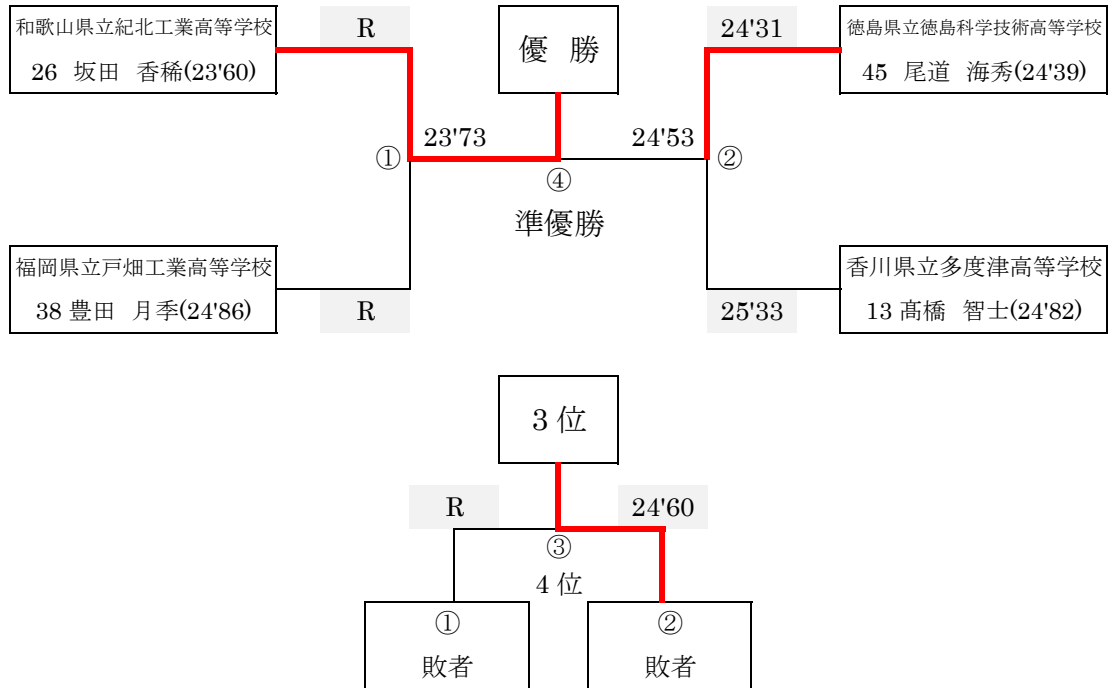 和歌山県立紀北工業高等学校
26 坂田 香稀(23'60)
R
優 勝
24'31
徳島県立徳島科学技術高等学校
45 尾道 海秀(24'39)
①
23'73
④
24'53
②
準優勝
福岡県立戸畑工業高等学校
38 豊田 月季(24'86)
R
25'33
香川県立多度津高等学校
13 髙橋 智士(24'82)
3 位
R
24'60
③
4 位
①
敗者
②
敗者